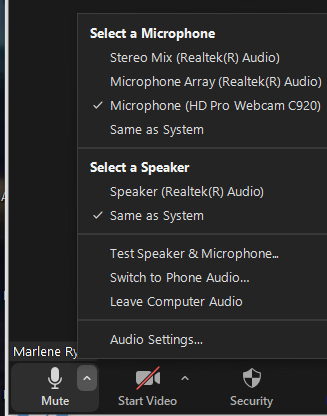 Select a Microphone
Stereo Mix (Realtek(R) Audio)
Microphone Array (Realtek(R) Audio)
Microphone (HD Pro Webcam C920)
Same as System
Select a Speaker
Speaker (Realtek(R) Audio)
Same as System
Test Speaker & Microphone...
Switch to Phone Audio...
Leave Computer Audio
Audio Settings...
Marlene Ry
Mute
Start Video
Security